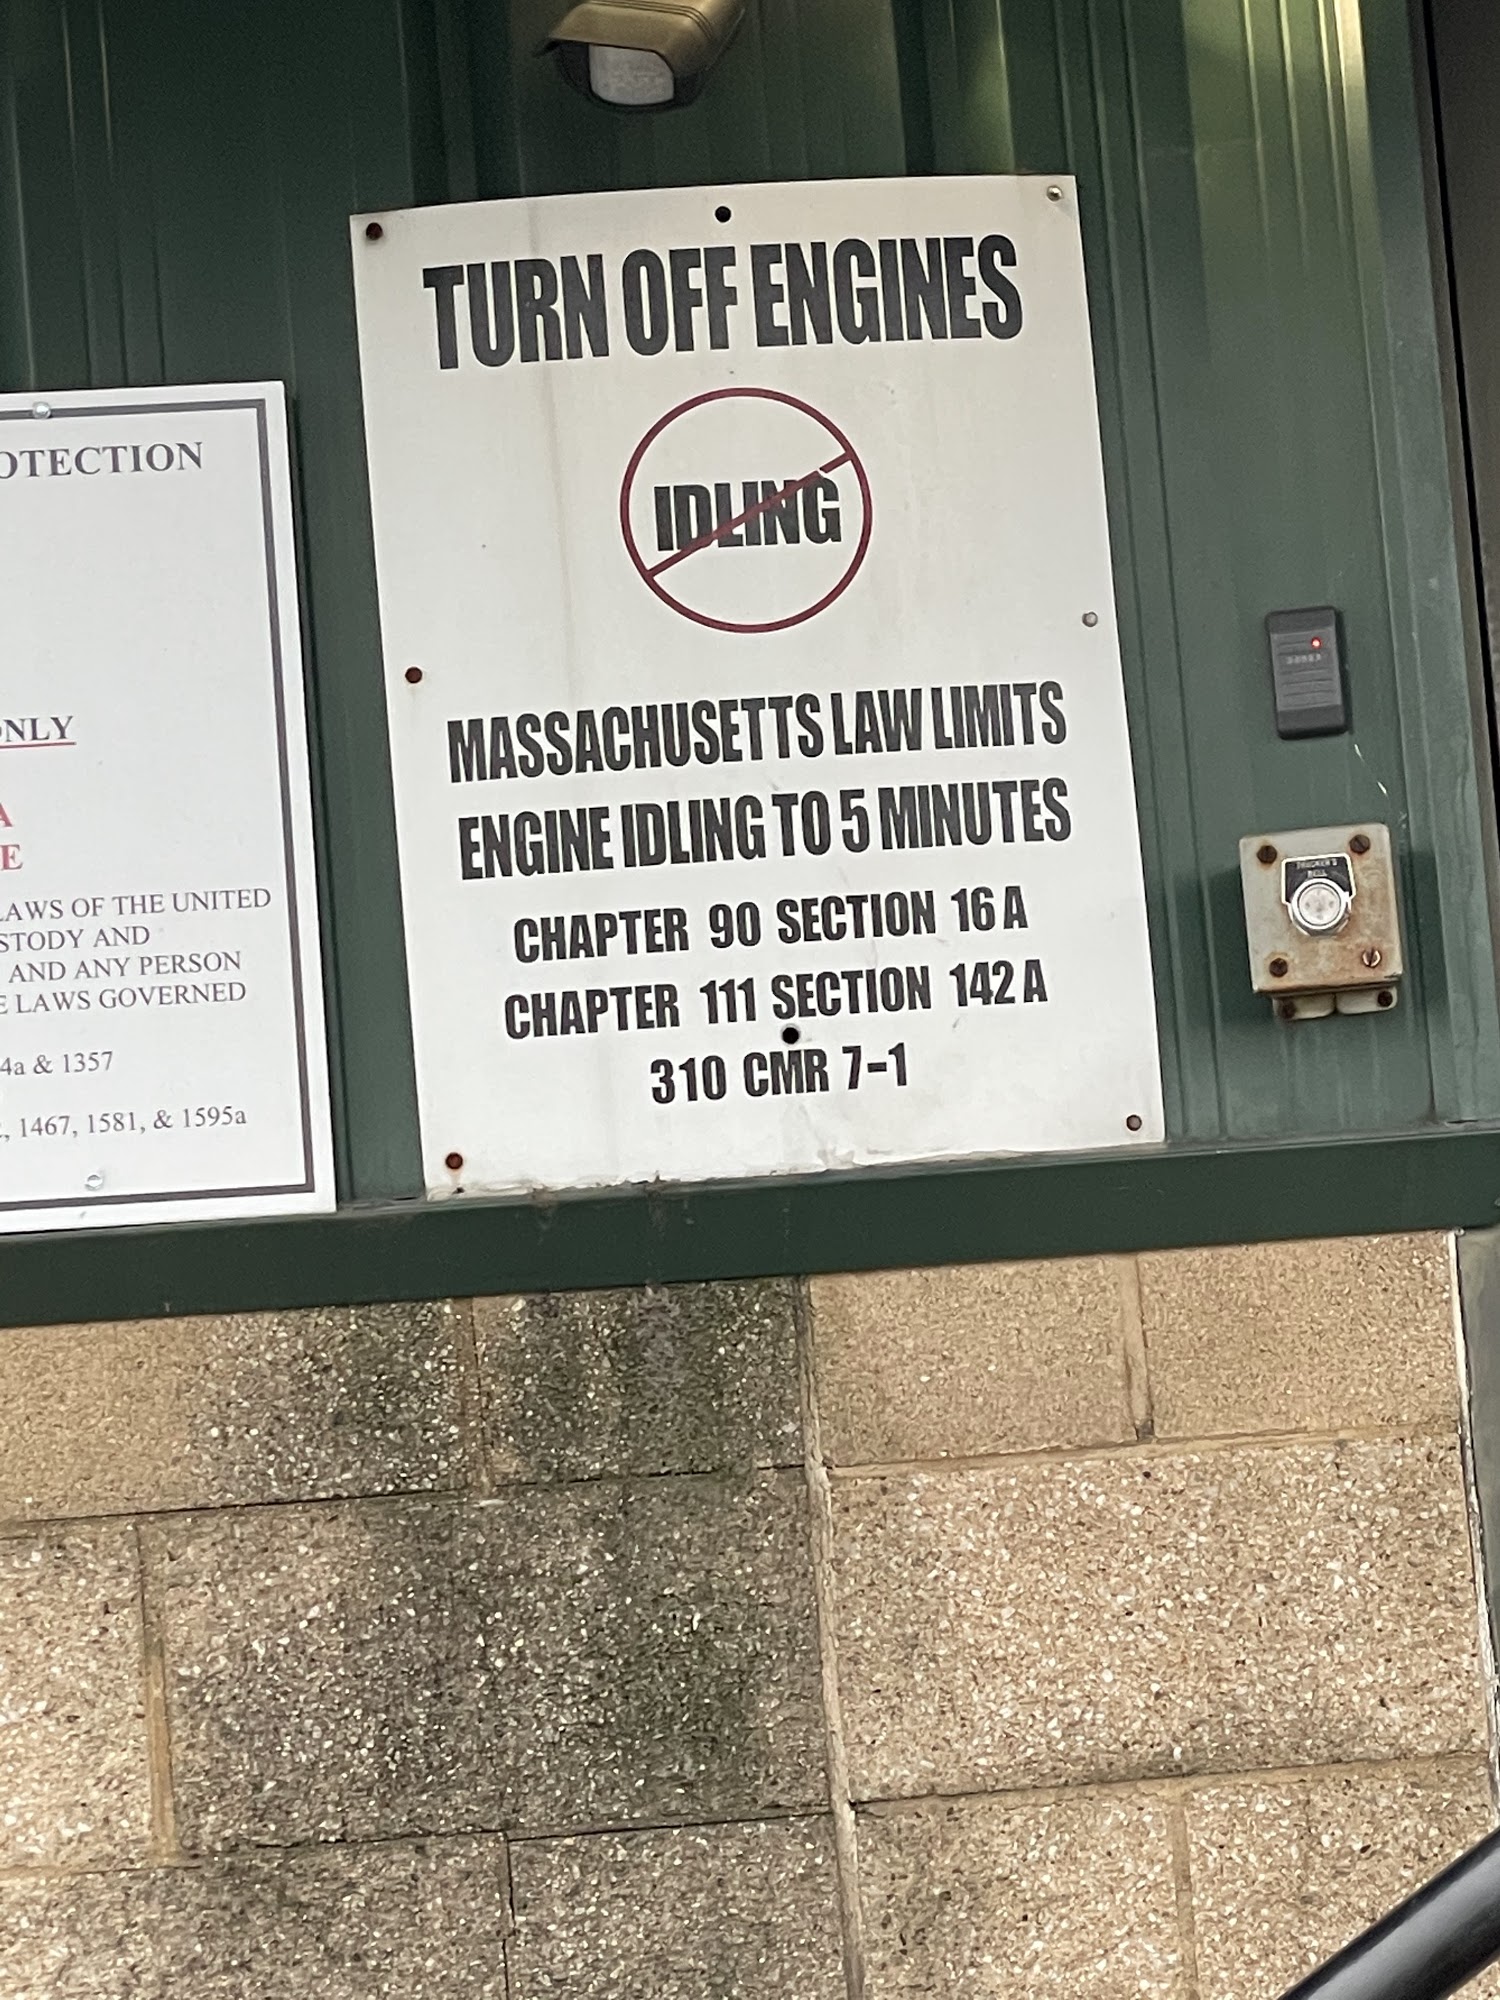 OTECTION
ONLY
A
E
LAWS OF THE UNITED
STODY AND
AND ANY PERSON
E LAWS GOVERNED
4a & 1357
, 1467, 1581, & 1595a
TURN OFF ENGINES
IDLING
MASSACHUSETTS LAW LIMITS
ENGINE IDLING TO 5 MINUTES
CHAPTER 90 SECTION 16 A
CHAPTER 111 SECTION 142 A
310 CMR 7-1
TRUCKER'S
BELL